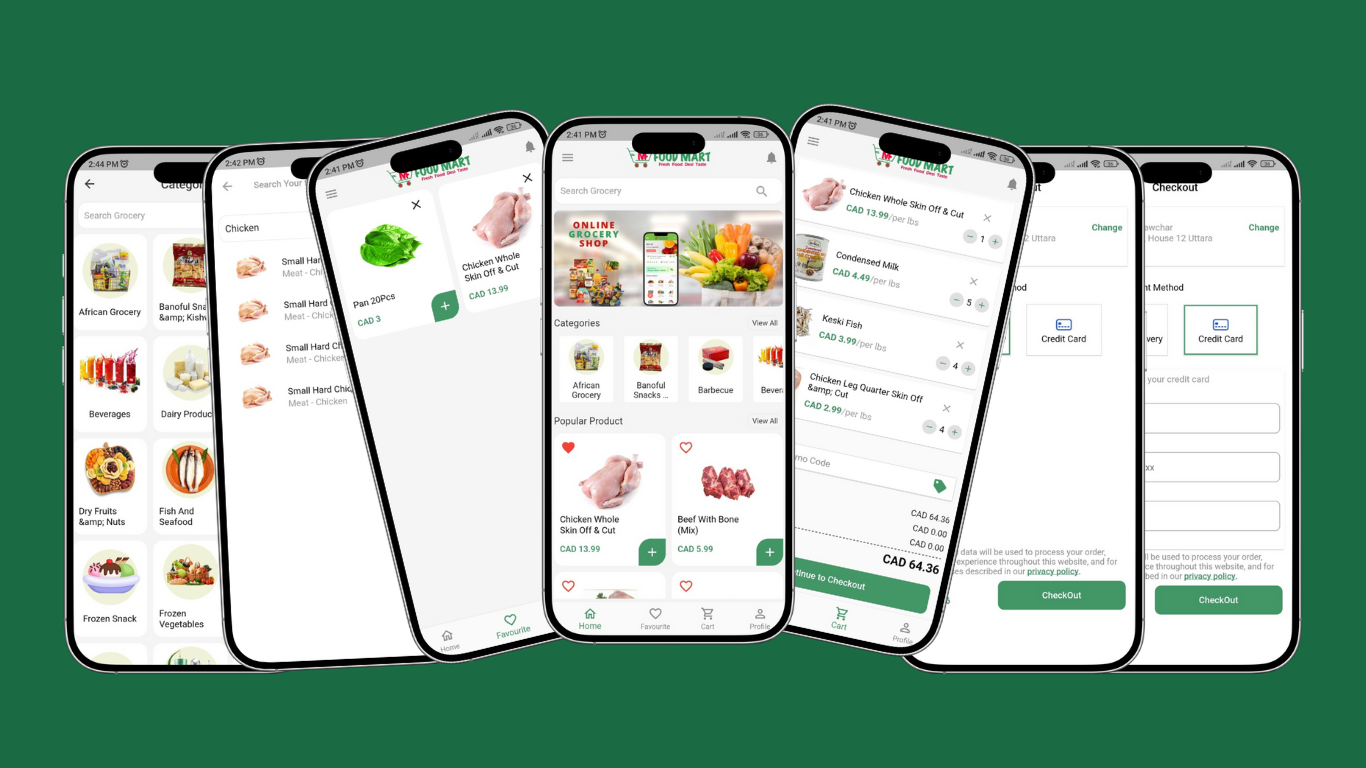 2:44 PM
Categor
Search Grocery
African Grocery
Banoful Sna
&amp; Kishw
Beverages
Dairy Produc
Dry Fruits
&amp; Nuts
Fish And
Seafood
Frozen Snack
Frozen
Vegetables
2:42 PM
Search Your
Chicken
Small Har
Meat - Chi
Small Hard
Meat - Chick
Small Hard C
Meat - Chicke
Small Hard Chic
Meat - Chicken
2:41 PM
FOOD MART
Fresh Food Desi Taste
Pan 20Pcs
CAD 3
Chicken Whole
Skin Off & Cut
CAD 13.99
Home
Favourite
2:41 PM
FOOD MART
Fresh Food Desi Taste
Search Grocery
ONLINE
GROCERY
SHOP
Categories
View All
African
Grocery
Banoful
Snacks ...
Barbecue
Bevera
Popular Product
View All
Chicken Whole
Skin Off & Cut
CAD 13.99
Beef With Bone
(Mix)
CAD 5.99
Home
Favourite
Cart
Profile
2:41 PM
FOOD MART
Fresh Food Desi Taste
Chicken Whole Skin Off & Cut
CAD 13.99/per lbs
1
Condensed Milk
CAD 4.49/per lbs
5
Keski Fish
CAD 3.99/per lbs
4
Chicken Leg Quarter Skin Off
&amp; Cut
CAD 2.99/per lbs
4
mo Code
CAD 64.36
CAD 0.00
CAD 0.00
CAD 64.36
tinue to Checkout
Cart
Profile
ut
Change
2 Uttara
od
Credit Card
data will be used to process your order,
experience throughout this website, and for
es described in our privacy policy.
CheckOut
Checkout
awchar
Change
, House 12 Uttara
nt Method
very
Credit Card
your credit card
xx
l be used to process your order,
ce throughout this website, and for
bed in our privacy policy.
CheckOut